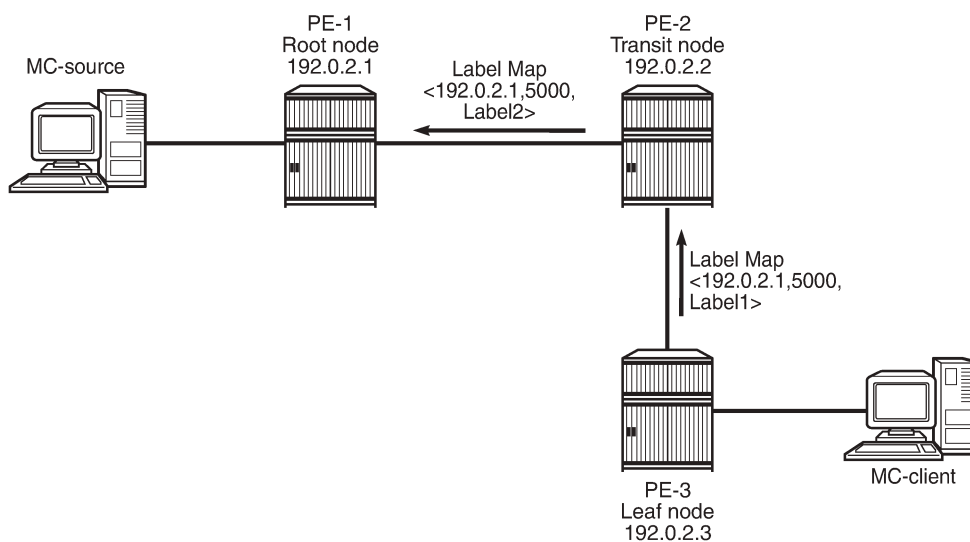 PE-1
Root node
192.0.2.1
PE-2
Transit node
192.0.2.2
MC-source
Label Map
<192.0.2.1,5000,
Label2>
Label Map
<192.0.2.1,5000,
Label1>
MC-client
PE-3
Leaf node
192.0.2.3